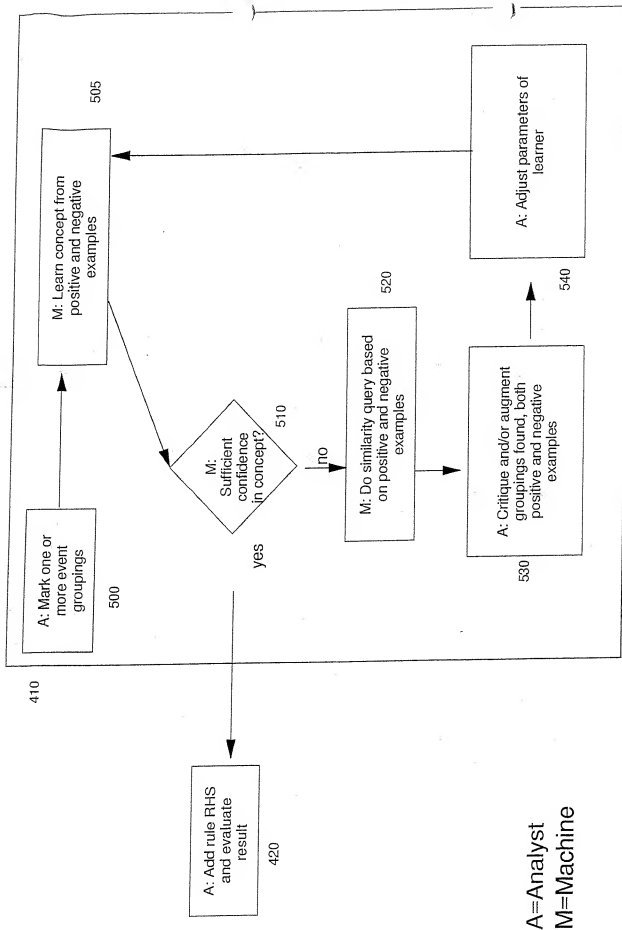 410
A: Mark one or
more event
groupings
500
M: Learn concept from
positive and negative
examples
505
M:
Sufficient
confidence
in concept?
510
yes
no
A: Add rule RHS
and evaluate
result
420
M: Do similarity query based
on positive and negative
examples
520
A: Critique and/or augment
groupings found, both
positive and negative
examples
530
A: Adjust parameters of
learner
540
A=Analyst
M=Machine